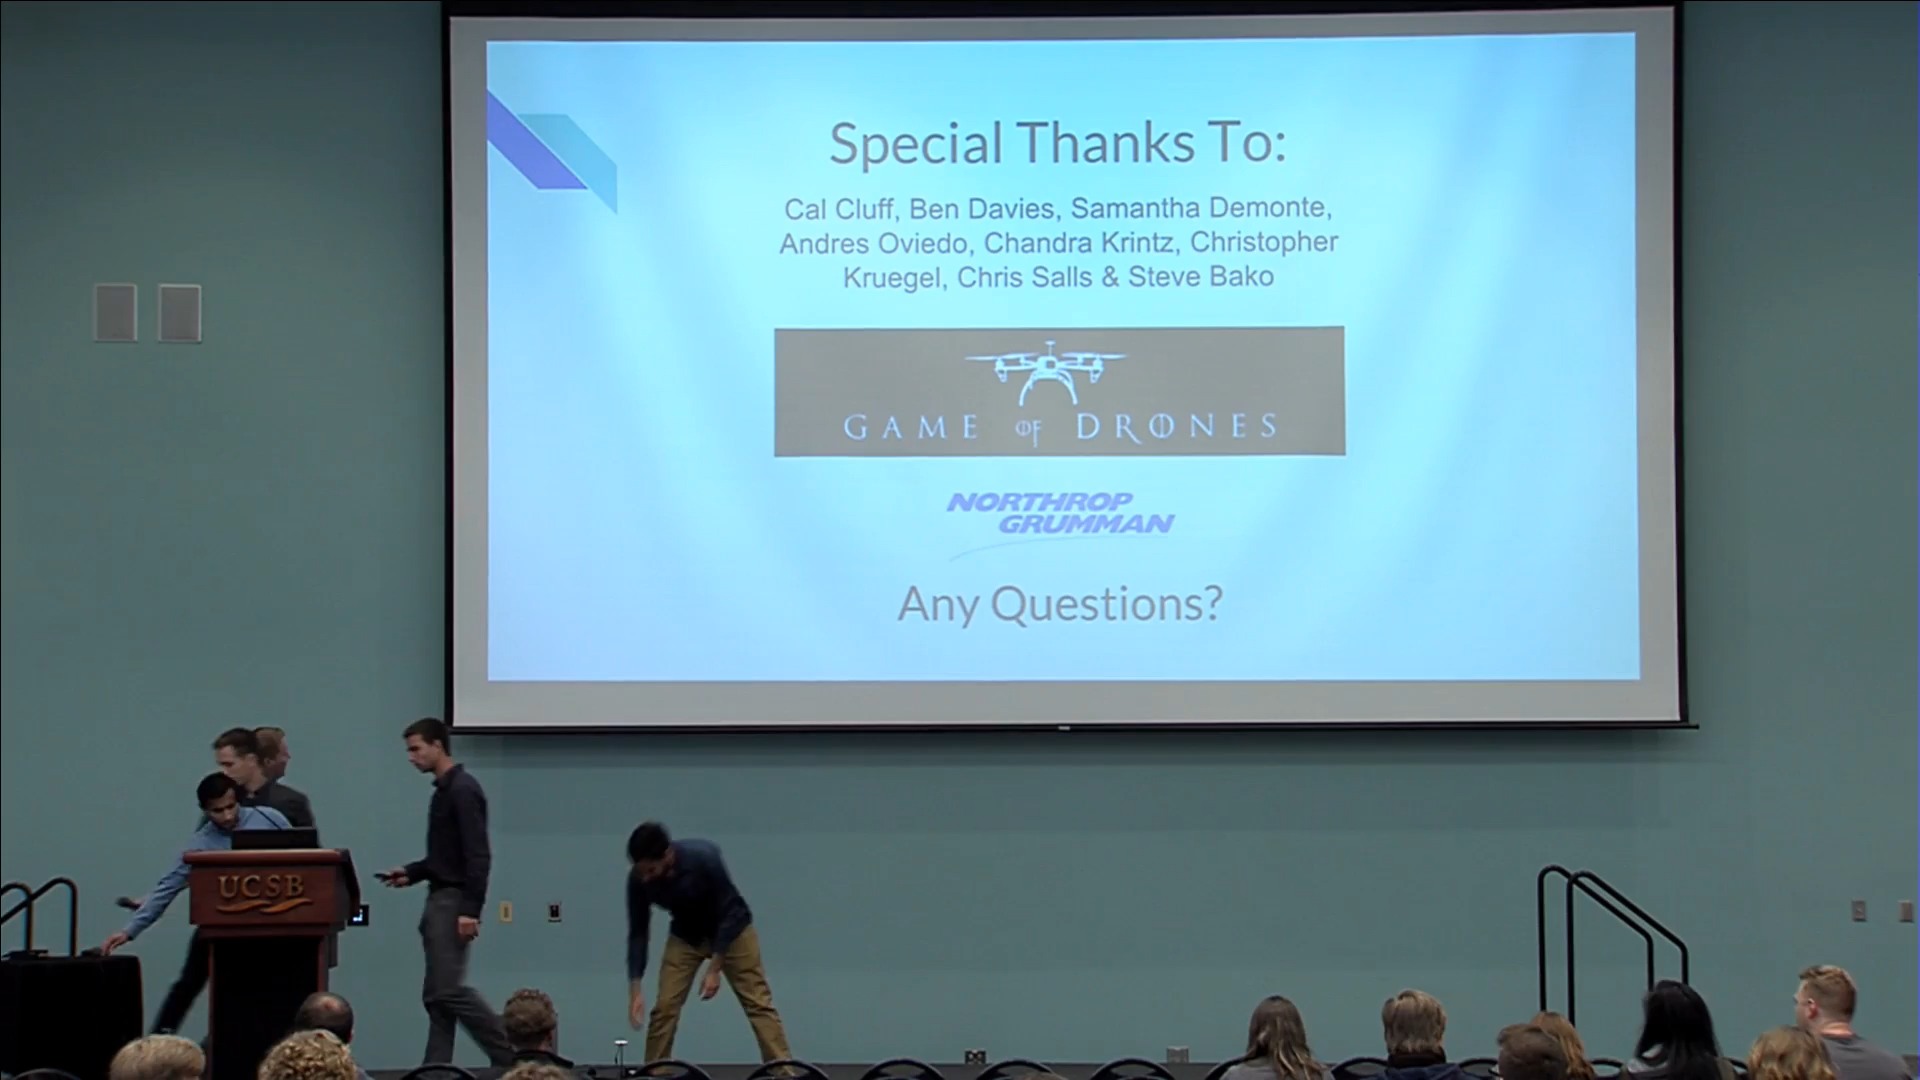 Special Thanks To:
Cal Cluff, Ben Davies, Samantha Demonte,
Andres Oviedo, Chandra Krintz, Christopher
Kruegel, Chris Salls & Steve Bako
GAME OF DRONES
NORTHROP
GRUMMAN
Any Questions?
UCSB